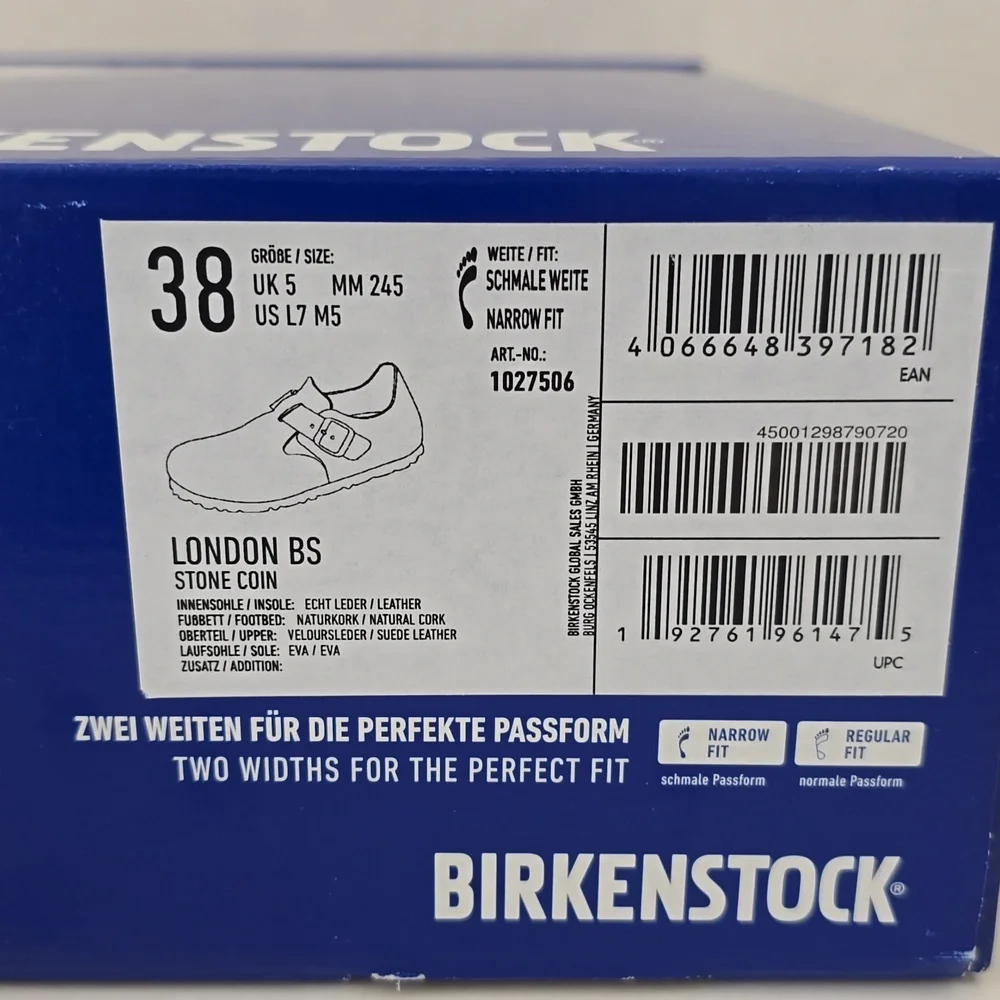 KENSTOCK
38
GRÖẞE / SIZE:
UK 5 MM 245
US L7 M5
WEITE / FIT:
SCHMALE WEITE
NARROW FIT
ART.-NO.:
1027506
LONDON BS
STONE COIN
INNENSOHLE / INSOLE: ECHT LEDER / LEATHER
FUẞBETT / FOOTBED: NATURKORK / NATURAL CORK
OBERTEIL / UPPER: VELOURSLEDER / SUEDE LEATHER
LAUFSOHLE / SOLE: EVA / EVA
ZUSATZ / ADDITION:
BIRKENSTOCK GLOBAL SALES GMBH
BURG OCKENFELS | 53545 LINZ AM RHEIN | GERMANY
4 066648 397182
EAN
45001298790720
1 92761 96147 5
UPC
ZWEI WEITEN FÜR DIE PERFEKTE PASSFORM
TWO WIDTHS FOR THE PERFECT FIT
NARROW
FIT
schmale Passform
REGULAR
FIT
normale Passform
BIRKENSTOCK®